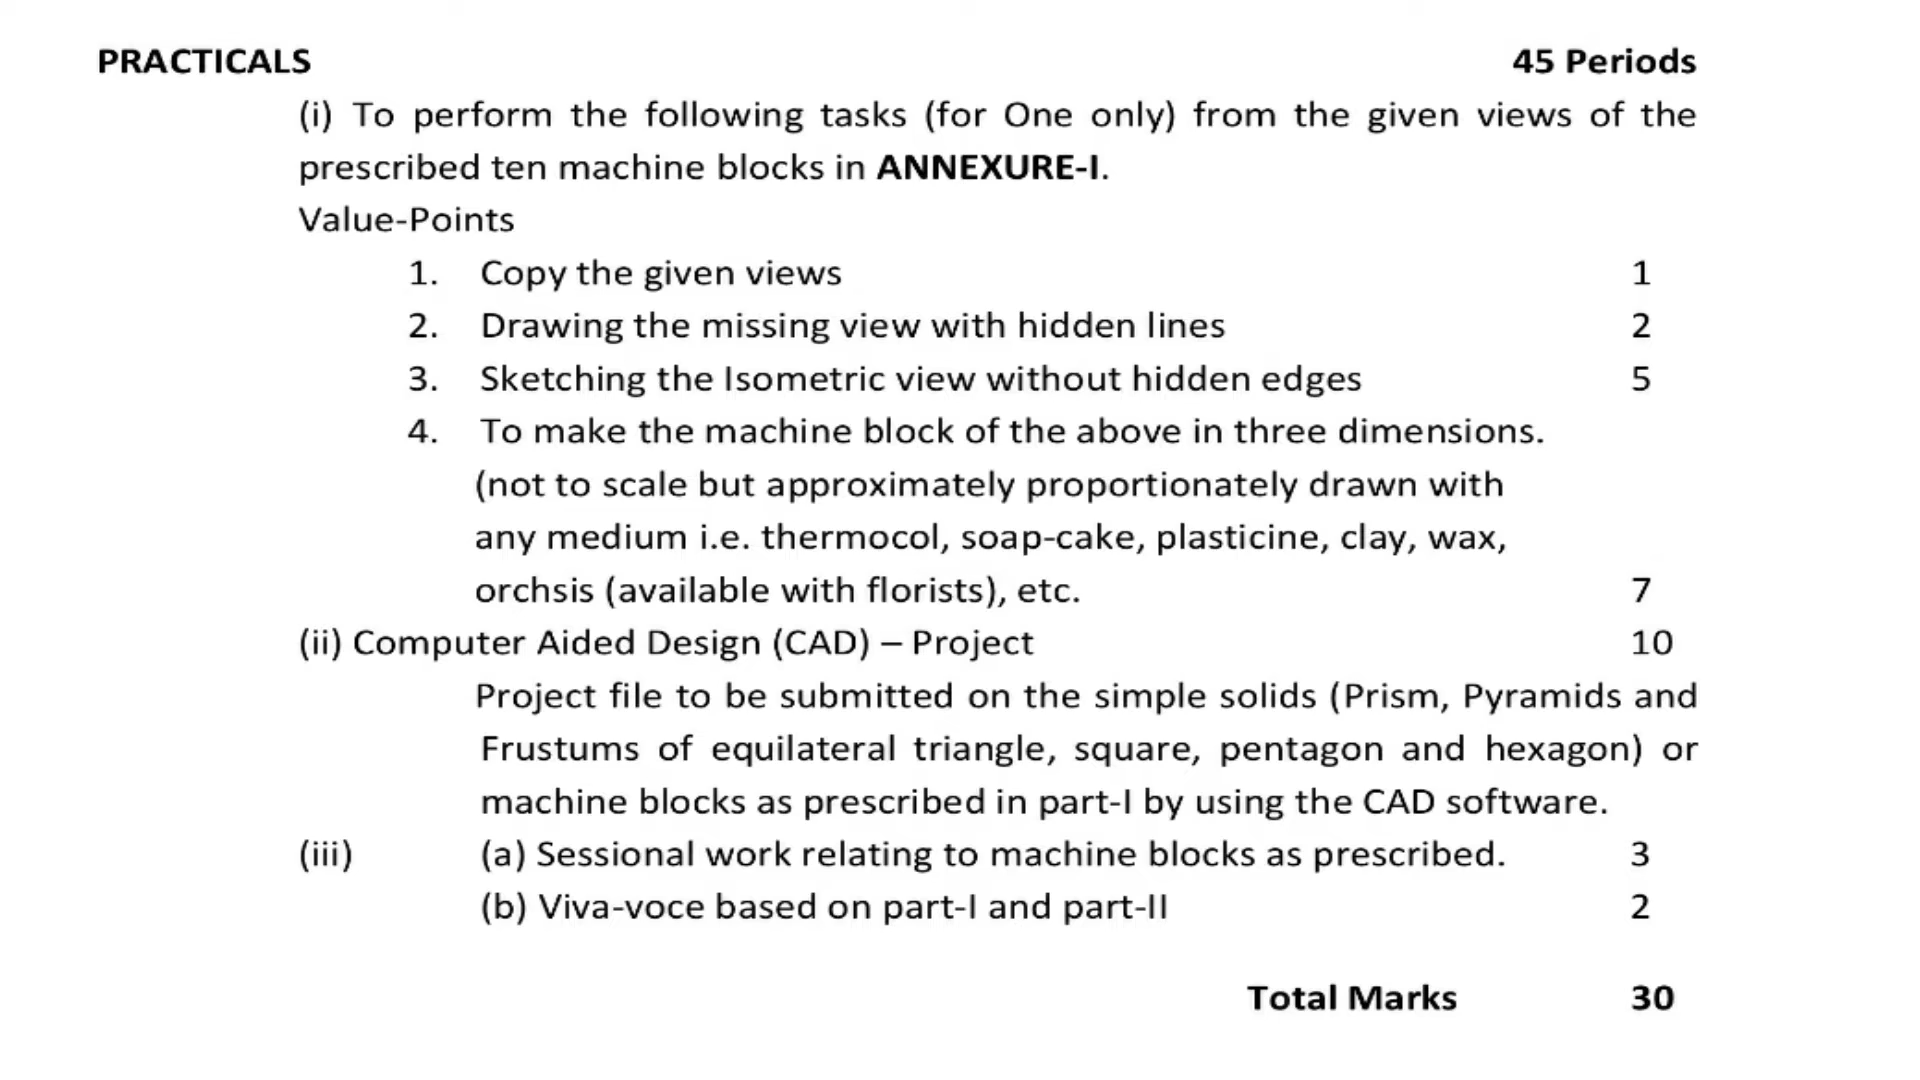 PRACTICALS 45 Periods
(i) To perform the following tasks (for One only) from the given views of the
prescribed ten machine blocks in ANNEXURE-I.
Value-Points
1. Copy the given views 1
2. Drawing the missing view with hidden lines 2
3. Sketching the Isometric view without hidden edges 5
4. To make the machine block of the above in three dimensions.
(not to scale but approximately proportionately drawn with
any medium i.e. thermocol, soap-cake, plasticine, clay, wax,
orchsis (available with florists), etc. 7
(ii) Computer Aided Design (CAD) – Project 10
Project file to be submitted on the simple solids (Prism, Pyramids and
Frustums of equilateral triangle, square, pentagon and hexagon) or
machine blocks as prescribed in part-I by using the CAD software.
(iii) (a) Sessional work relating to machine blocks as prescribed. 3
(b) Viva-voce based on part-I and part-II 2
Total Marks 30